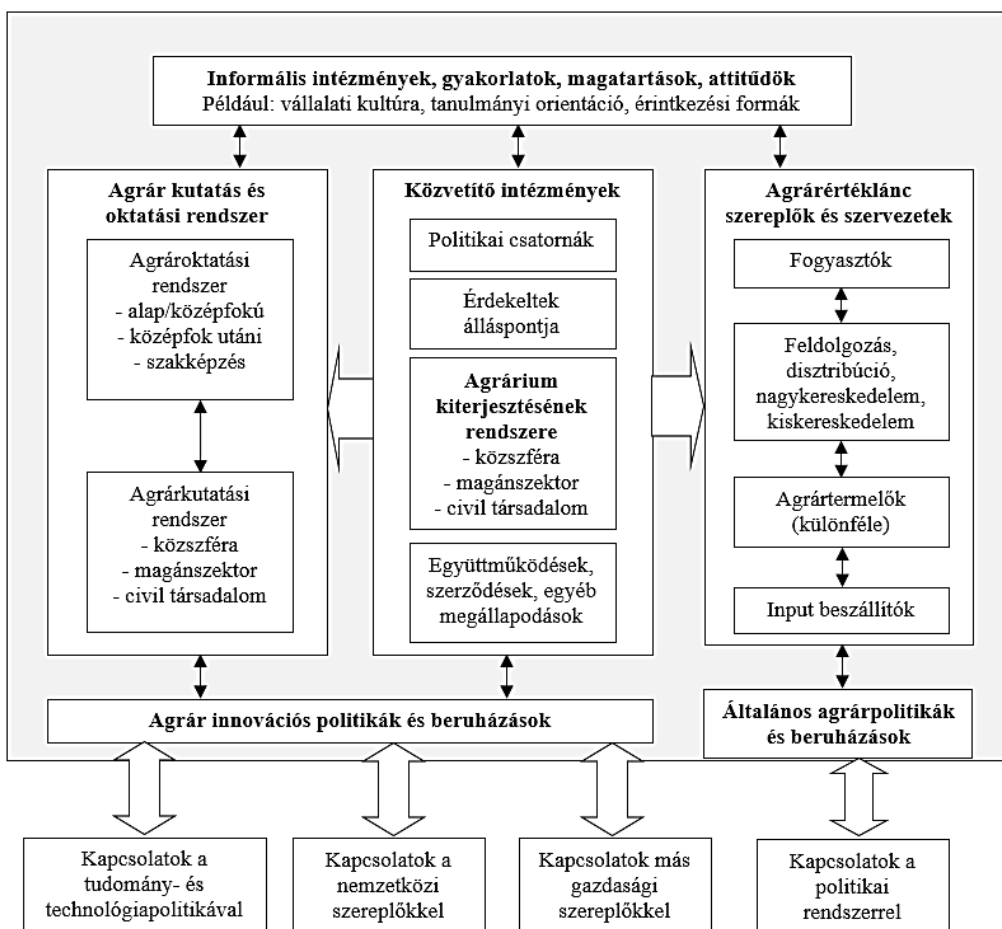 Informális intézmények, gyakorlatok, magatartások, attitűdök
Például: vállalati kultúra, tanulmányi orientáció, érintkezési formák
Agrár kutatás és
oktatási rendszer
Agrároktatási
rendszer
- alap/középfokú
- középfok utáni
- szakképzés
Agrárkutatási
rendszer
- közszféra
- magánszektor
- civil társadalom
Közvetítő intézmények
Politikai csatornák
Érdekeltek
álláspontja
Agrárium
kiterjesztésének
rendszere
- közszféra
- magánszektor
- civil társadalom
Együttműködések,
szerződések, egyéb
megállapodások
Agrárértéklánc
szereplők és szervezetek
Fogyasztók
Feldolgozás,
disztribúció,
nagykereskedelem,
kiskereskedelem
Agrártermelők
(különféle)
Input beszállítók
Agrár innovációs politikák és beruházások
Általános agrárpolitikák
és beruházások
Kapcsolatok a
tudomány- és
technológiapolitikával
Kapcsolatok a
nemzetközi
szereplőkkel
Kapcsolatok más
gazdasági
szereplőkkel
Kapcsolatok a
politikai
rendszerrel